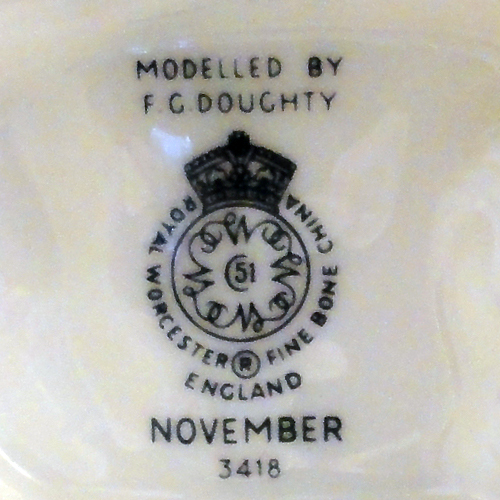 MODELLED BY
F.G.DOUGHTY
ROYAL WORCESTER ® FINE BONE CHINA
51
ENGLAND
NOVEMBER
3418